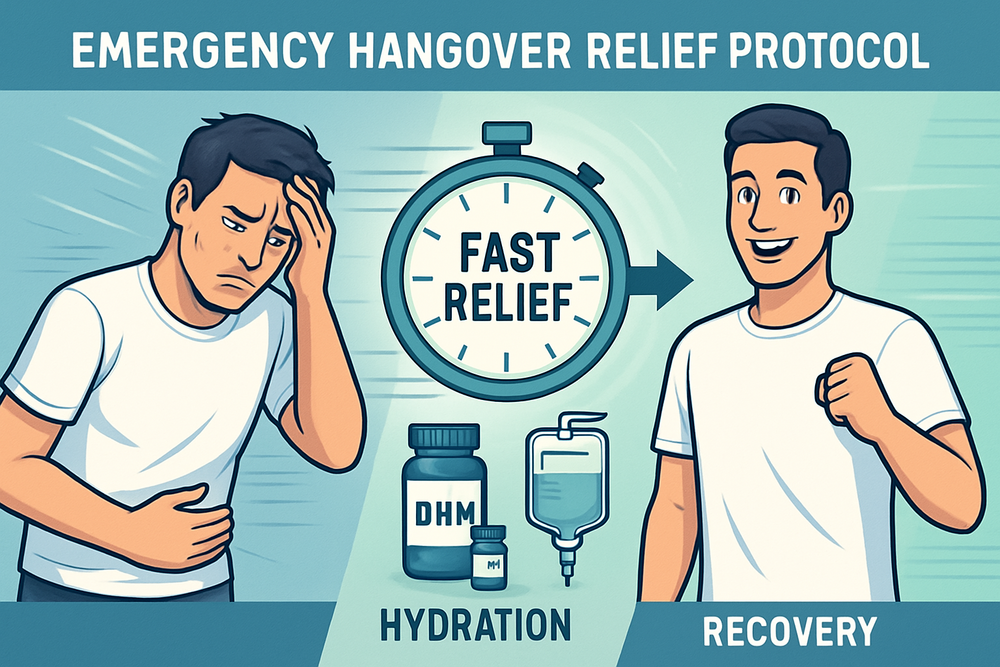 EMERGENCY HANGOVER RELIEF PROTOCOL
FAST
RELIEF
DHM
HYDRATION
RECOVERY